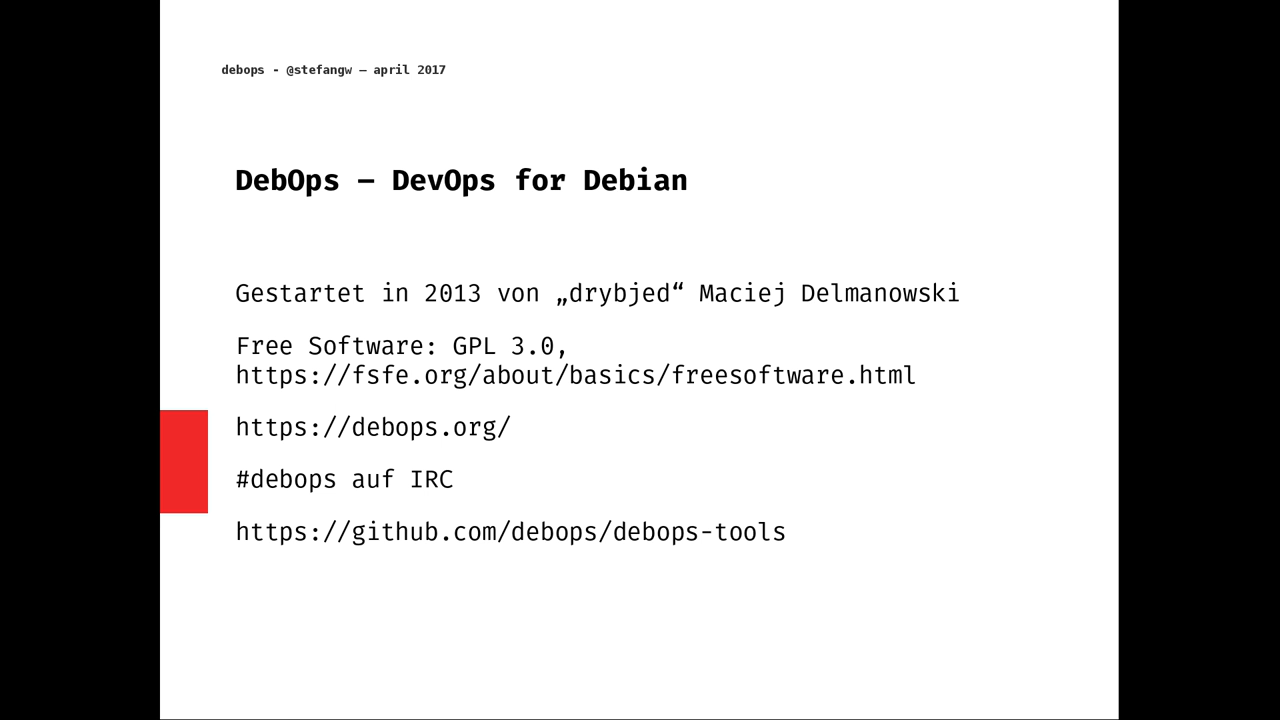 debops - @stefangw – april 2017
DebOps – DevOps for Debian
Gestartet in 2013 von „drybjed“ Maciej Delmanowski
Free Software: GPL 3.0,
https://fsfe.org/about/basics/freesoftware.html
https://debops.org/
#debops auf IRC
https://github.com/debops/debops-tools